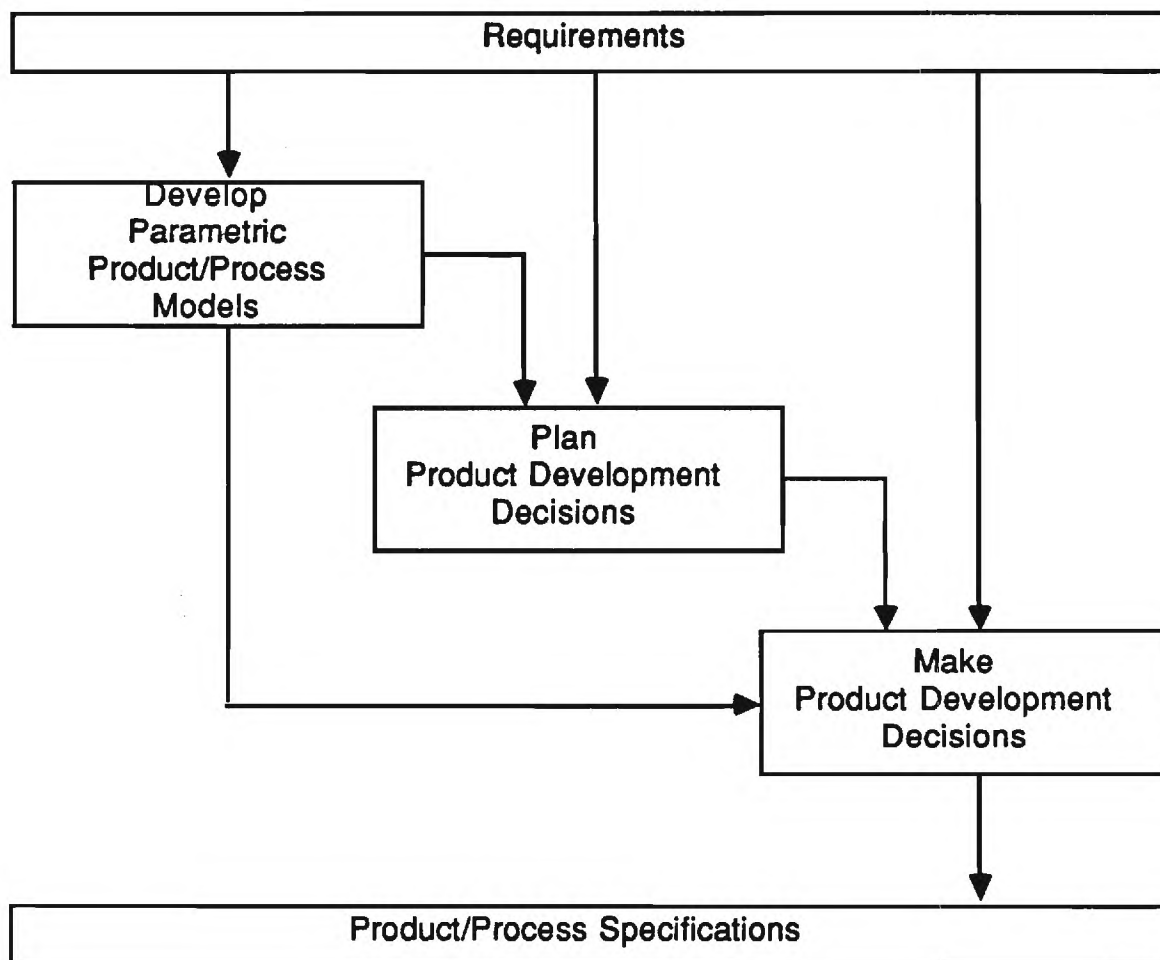 Requirements
Develop
Parametric
Product/Process
Models
Plan
Product Development
Decisions
Make
Product Development
Decisions
Product/Process Specifications